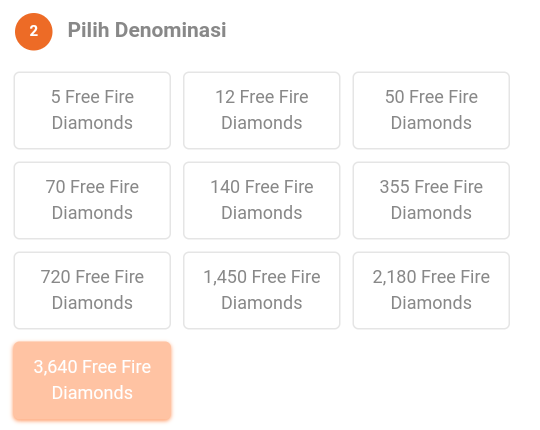 2 Pilih Denominasi
5 Free Fire
Diamonds
12 Free Fire
Diamonds
50 Free Fire
Diamonds
70 Free Fire
Diamonds
140 Free Fire
Diamonds
355 Free Fire
Diamonds
720 Free Fire
Diamonds
1,450 Free Fire
Diamonds
2,180 Free Fire
Diamonds
3,640 Free Fire
Diamonds